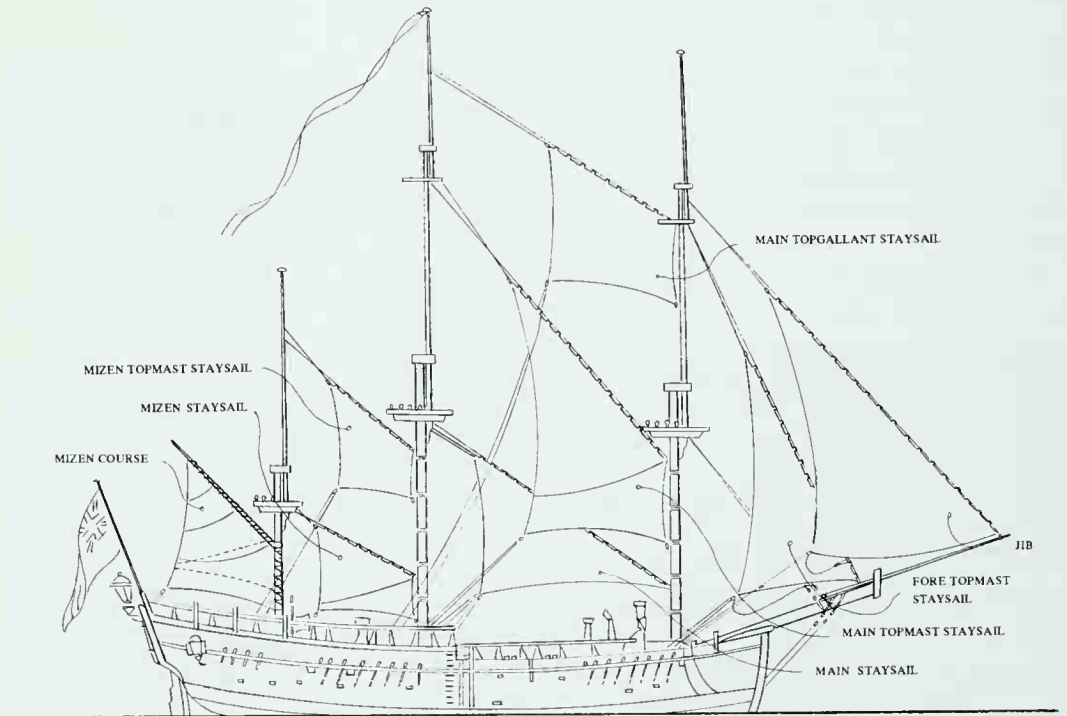 MAIN TOPGALLANT STAYSAIL
MIZEN TOPMAST STAYSAIL
MIZEN STAYSAIL
MIZEN COURSE
JIB
FORE TOPMAST
STAYSAIL
MAIN TOPMAST STAYSAIL
MAIN STAYSAIL